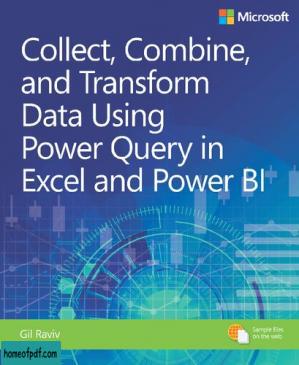 Microsoft
Collect, Combine,
and Transform
Data Using
Power Query in
Excel and Power BI
Gil Raviv
Sample files
on the web
homeofpdf.com